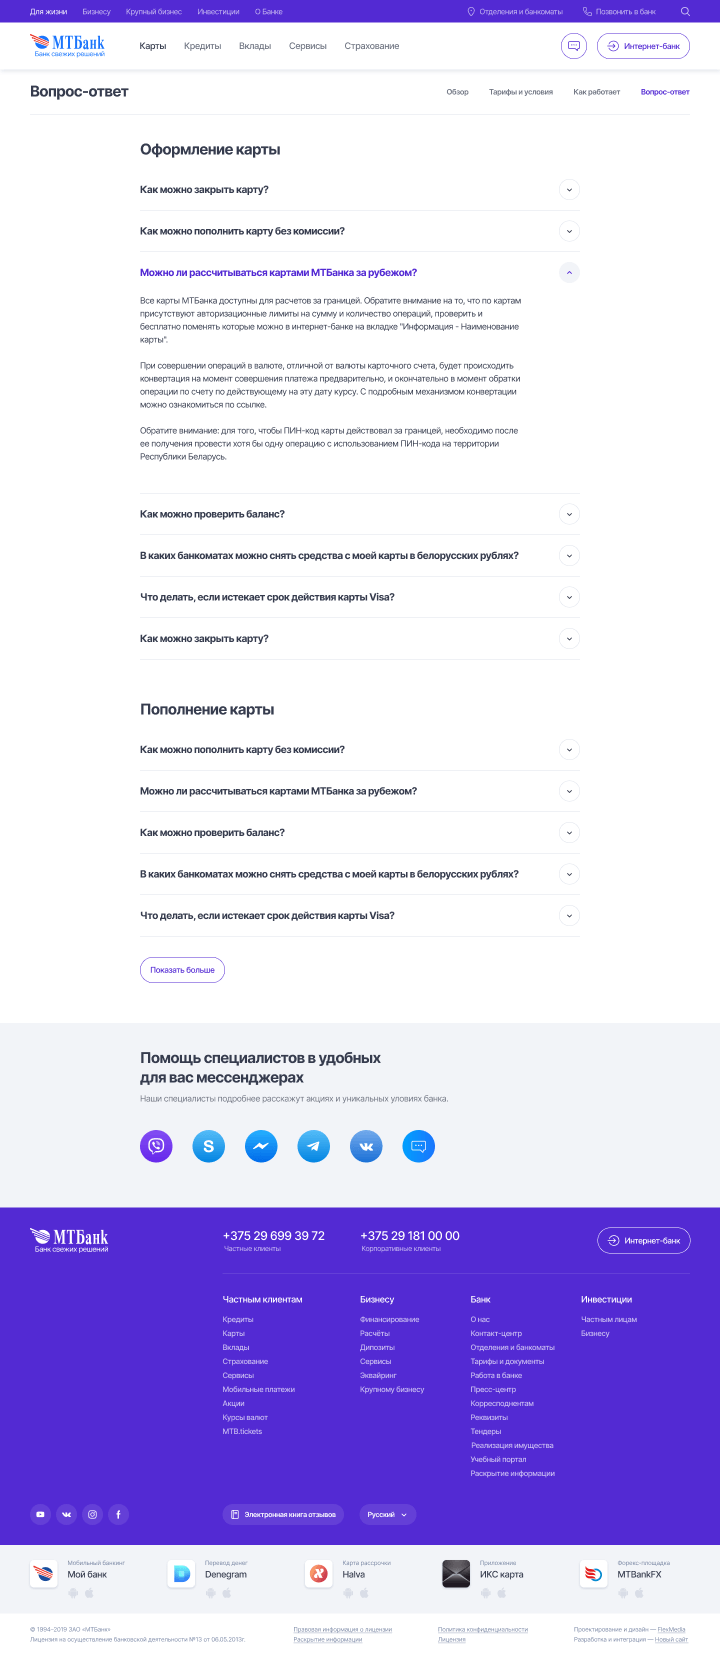 Для жизни Бизнесу Крупный бизнес Инвестиции О Банке Отделения и банкоматы Позвонить в банк
МТБанк
Банк свежих решений
Карты Кредиты Вклады Сервисы Страхование Интернет-банк
Вопрос-ответ Обзор Тарифы и условия Как работает Вопрос-ответ
Оформление карты
Как можно закрыть карту?
Как можно пополнить карту без комиссии?
Можно ли рассчитываться картами МТБанка за рубежом?
Все карты МТБанка доступны для расчетов за границей. Обратите внимание на то, что по картам
присутствуют авторизационные лимиты на сумму и количество операций, проверить и
бесплатно поменять которые можно в интернет-банке на вкладке "Информация - Наименование
карты".
При совершении операций в валюте, отличной от валюты карточного счета, будет происходить
конвертация на момент совершения платежа предварительно, и окончательно в момент обратки
операции по счету по действующему на эту дату курсу. С подробным механизмом конвертации
можно ознакомиться по ссылке.
Обратите внимание: для того, чтобы ПИН-код карты действовал за границей, необходимо после
ее получения провести хотя бы одну операцию с использованием ПИН-кода на территории
Республики Беларусь.
Как можно проверить баланс?
В каких банкоматах можно снять средства с моей карты в белорусских рублях?
Что делать, если истекает срок действия карты Visa?
Как можно закрыть карту?
Пополнение карты
Как можно пополнить карту без комиссии?
Можно ли рассчитываться картами МТБанка за рубежом?
Как можно проверить баланс?
В каких банкоматах можно снять средства с моей карты в белорусских рублях?
Что делать, если истекает срок действия карты Visa?
Показать больше
Помощь специалистов в удобных
для вас мессенджерах
Наши специалисты подробнее расскажут акциях и уникальных уловиях банка.
МТБанк
Банк свежих решений
+375 29 699 39 72 +375 29 181 00 00 Интернет-банк
Частные клиенты Корпоративные клиенты
Частным клиентам
Кредиты
Карты
Вклады
Страхование
Сервисы
Мобильные платежи
Акции
Курсы валют
MTB.tickets
Бизнесу
Финансирование
Расчёты
Дипозиты
Сервисы
Эквайринг
Крупному бизнесу
Банк
О нас
Контакт-центр
Отделения и банкоматы
Тарифы и документы
Работа в банке
Пресс-центр
Корреспондентам
Реквизиты
Тендеры
Реализация имущества
Учебный портал
Раскрытие информации
Инвестиции
Частным лицам
Бизнесу
Электронная книга отзывов Русский
Мобильный банкинг
Мой банк
Перевод денег
Denegram
Карта рассрочки
Halva
Приложение
ИКС карта
Форекс-площадка
MTBankFX
© 1994-2019 ЗАО «МТБанк»
Лицензия на осуществление банковской деятельности №13 от 06.05.2013г.
Правовая информация о лицензии
Раскрытие информации
Политика конфиденциальности
Лицензия
Проектирование и дизайн — FlexMedia
Разработка и интеграция — Новый сайт